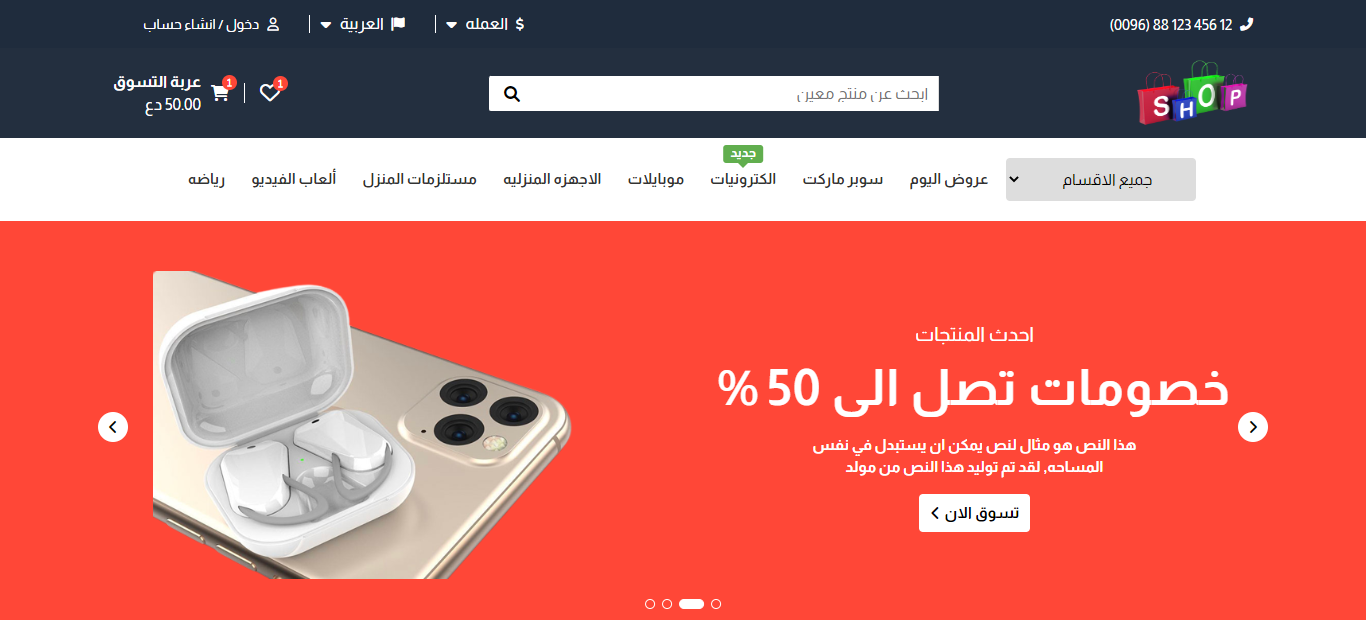 (0096) 88 123 456 12
$ العمله
العربية
دخول / انشاء حساب
SHOP
ابحث عن منتج معين
1
1
عربة التسوق
50.00 دع
جميع الاقسام
عروض اليوم
سوبر ماركت
جديد
الكترونيات
موبايلات
الاجهزه المنزليه
مستلزمات المنزل
ألعاب الفيديو
رياضه
احدث المنتجات
خصومات تصل الى 50 %
هذا النص هو مثال لنص يمكن ان يستبدل في نفس
المساحه, لقد تم توليد هذا النص من مولد
تسوق الان